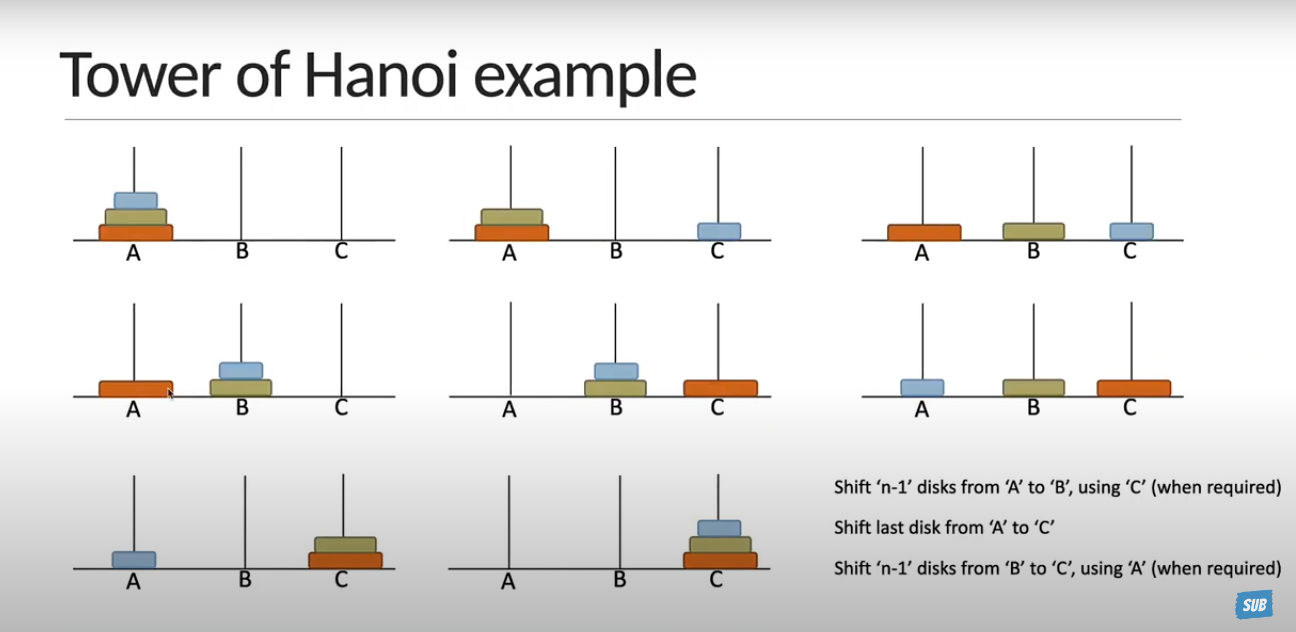 Tower of Hanoi example
A B C
A B C
A B C
A B C
A B C
A B C
A B C
A B C
Shift ‘n-1’ disks from ‘A’ to ‘B’, using ‘C’ (when required)
Shift last disk from ‘A’ to ‘C’
Shift ‘n-1’ disks from ‘B’ to ‘C’, using ‘A’ (when required)
SUB